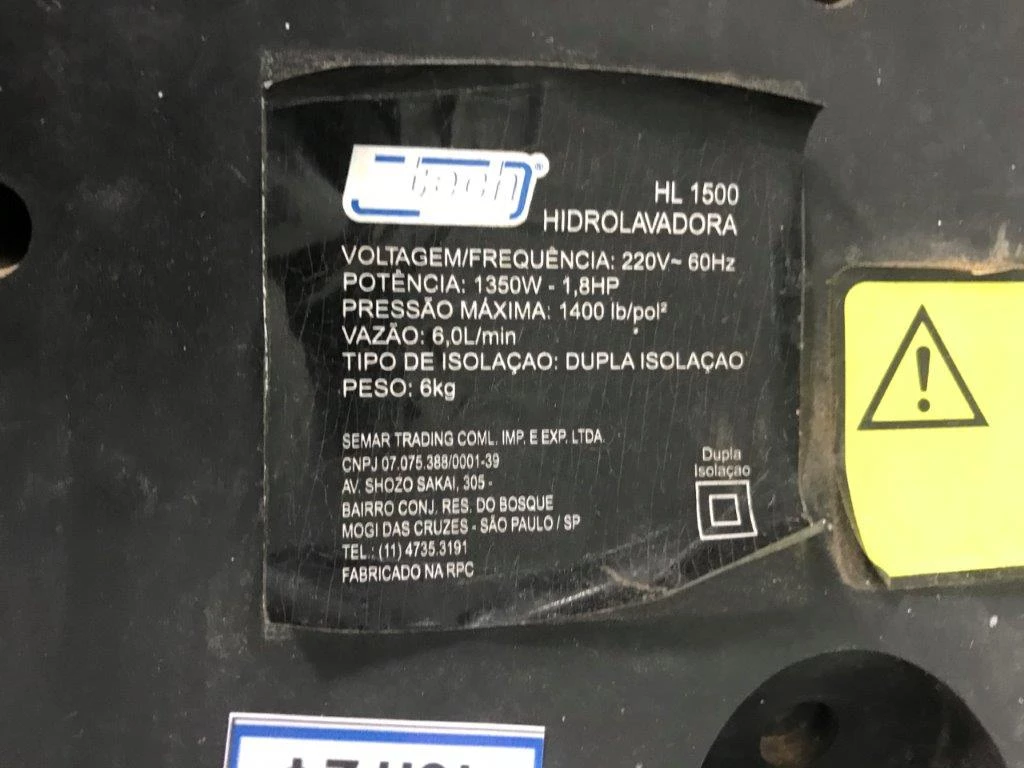 tech®
HL 1500
HIDROLAVADORA
VOLTAGEM/FREQUÊNCIA: 220V~ 60Hz
POTÊNCIA: 1350W - 1,8HP
PRESSÃO MÁXIMA: 1400 lb/pol²
VAZÃO: 6,0L/min
TIPO DE ISOLAÇAO: DUPLA ISOLAÇAO
PESO: 6kg
SEMAR TRADING COML. IMP. E EXP. LTDA.
CNPJ 07.075.388/0001-39
AV. SHOZO SAKAI, 305 -
BAIRRO CONJ. RES. DO BOSQUE
MOGI DAS CRUZES - SÃO PAULO / SP
TEL.: (11) 4735.3191
FABRICADO NA RPC
Dupla
Isolaçao